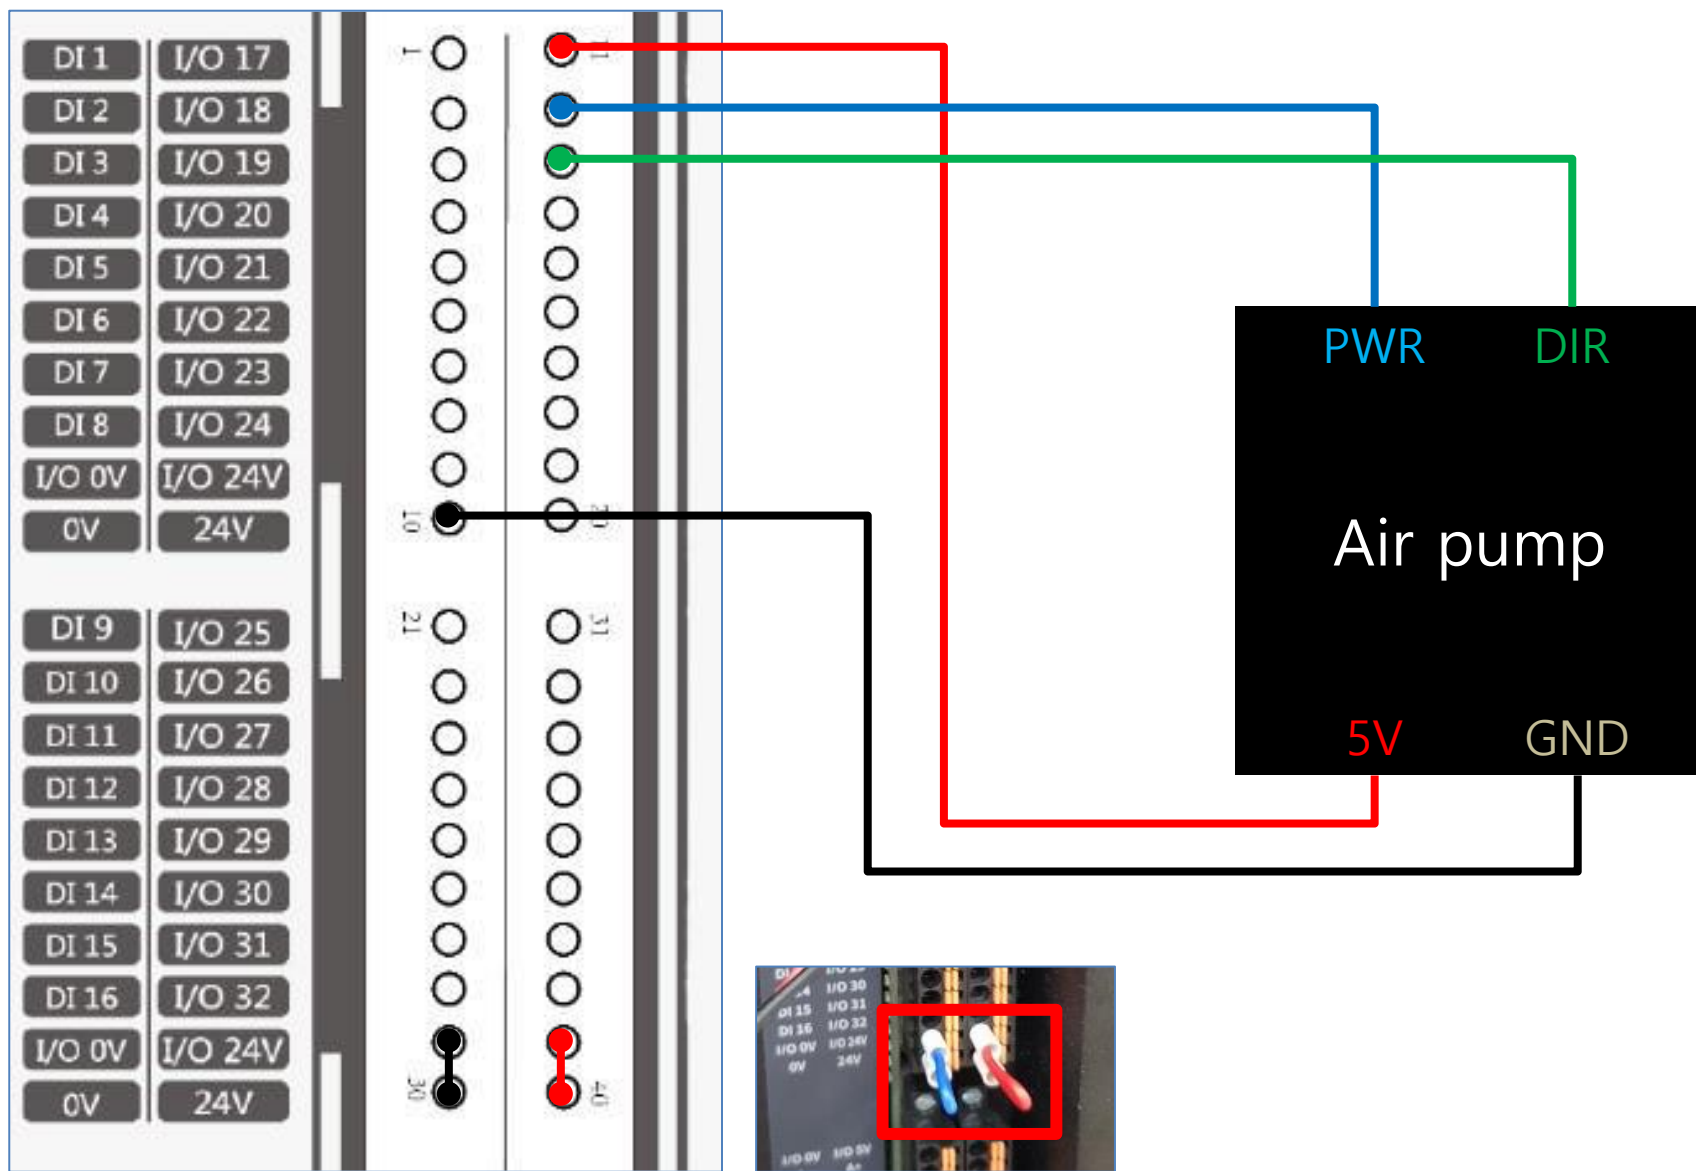 DI 1 I/O 17
DI 2 I/O 18
DI 3 I/O 19
DI 4 I/O 20
DI 5 I/O 21
DI 6 I/O 22
DI 7 I/O 23
DI 8 I/O 24
I/O 0V I/O 24V
0V 24V
DI 9 I/O 25
DI 10 I/O 26
DI 11 I/O 27
DI 12 I/O 28
DI 13 I/O 29
DI 14 I/O 30
DI 15 I/O 31
DI 16 I/O 32
I/O 0V I/O 24V
0V 24V
1 11
10 20
21 31
30 40
PWR DIR
Air pump
5V GND
I/O 30
DI 15 I/O 31
DI 16 I/O 32
I/O 0V I/O 24V
0V 24V
I/O 0V I/O 5V
A+